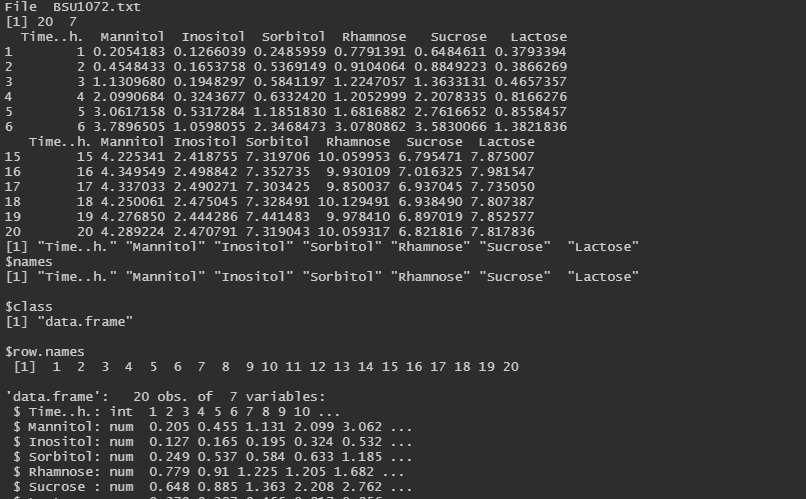 File  BSU1072.txt
[1] 20  7
  Time..h.  Mannitol  Inositol  Sorbitol  Rhamnose   Sucrose   Lactose
1        1 0.2054183 0.1266039 0.2485959 0.7791391 0.6484611 0.3793394
2        2 0.4548433 0.1653758 0.5369149 0.9104064 0.8849223 0.3866269
3        3 1.1309680 0.1948297 0.5841197 1.2247057 1.3633131 0.4657357
4        4 2.0990684 0.3243677 0.6332420 1.2052999 2.2078335 0.8166276
5        5 3.0617158 0.5317284 1.1851830 1.6816882 2.7616652 0.8558457
6        6 3.7896505 1.0598055 2.3468473 3.0780862 3.5830066 1.3821836
   Time..h. Mannitol Inositol Sorbitol  Rhamnose  Sucrose  Lactose
15       15 4.225341 2.418755 7.319706 10.059953 6.795471 7.875007
16       16 4.349549 2.498842 7.352735  9.930109 7.016325 7.981547
17       17 4.337033 2.490271 7.303425  9.850037 6.937045 7.735050
18       18 4.250061 2.475045 7.328491 10.129491 6.938490 7.807387
19       19 4.276850 2.444286 7.441483  9.978410 6.897019 7.852577
20       20 4.289224 2.470791 7.319043 10.059317 6.821816 7.817836
[1] "Time..h." "Mannitol" "Inositol" "Sorbitol" "Rhamnose" "Sucrose"  "Lactose"
$names
[1] "Time..h." "Mannitol" "Inositol" "Sorbitol" "Rhamnose" "Sucrose"  "Lactose"
$class
[1] "data.frame"
$row.names
 [1]  1  2  3  4  5  6  7  8  9 10 11 12 13 14 15 16 17 18 19 20
'data.frame':	20 obs. of  7 variables:
 $ Time..h.: int  1 2 3 4 5 6 7 8 9 10 ...
 $ Mannitol: num  0.205 0.455 1.131 2.099 3.062 ...
 $ Inositol: num  0.127 0.165 0.195 0.324 0.532 ...
 $ Sorbitol: num  0.249 0.537 0.584 0.633 1.185 ...
 $ Rhamnose: num  0.779 0.91 1.225 1.205 1.682 ...
 $ Sucrose : num  0.648 0.885 1.363 2.208 2.762 ...